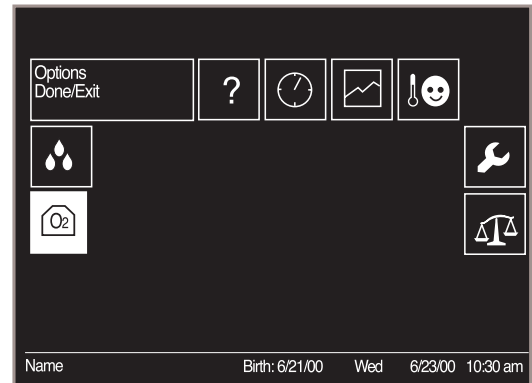 Options
Done/Exit
?
O2
Name Birth: 6/21/00 Wed 6/23/00 10:30 am